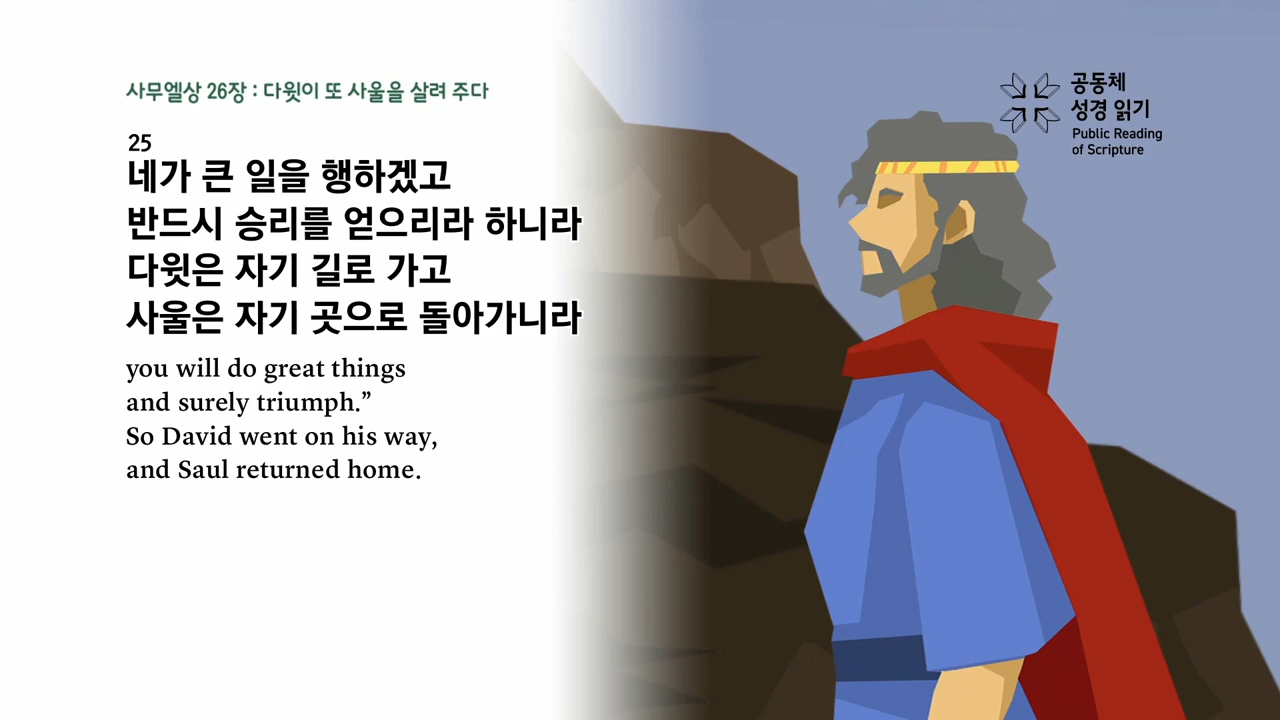 사무엘상 26장 : 다윗이 또 사울을 살려 주다
25
네가 큰 일을 행하겠고
반드시 승리를 얻으리라 하니라
다윗은 자기 길로 가고
사울은 자기 곳으로 돌아가니라
you will do great things
and surely triumph.”
So David went on his way,
and Saul returned home.
공동체
성경 읽기
Public Reading
of Scripture